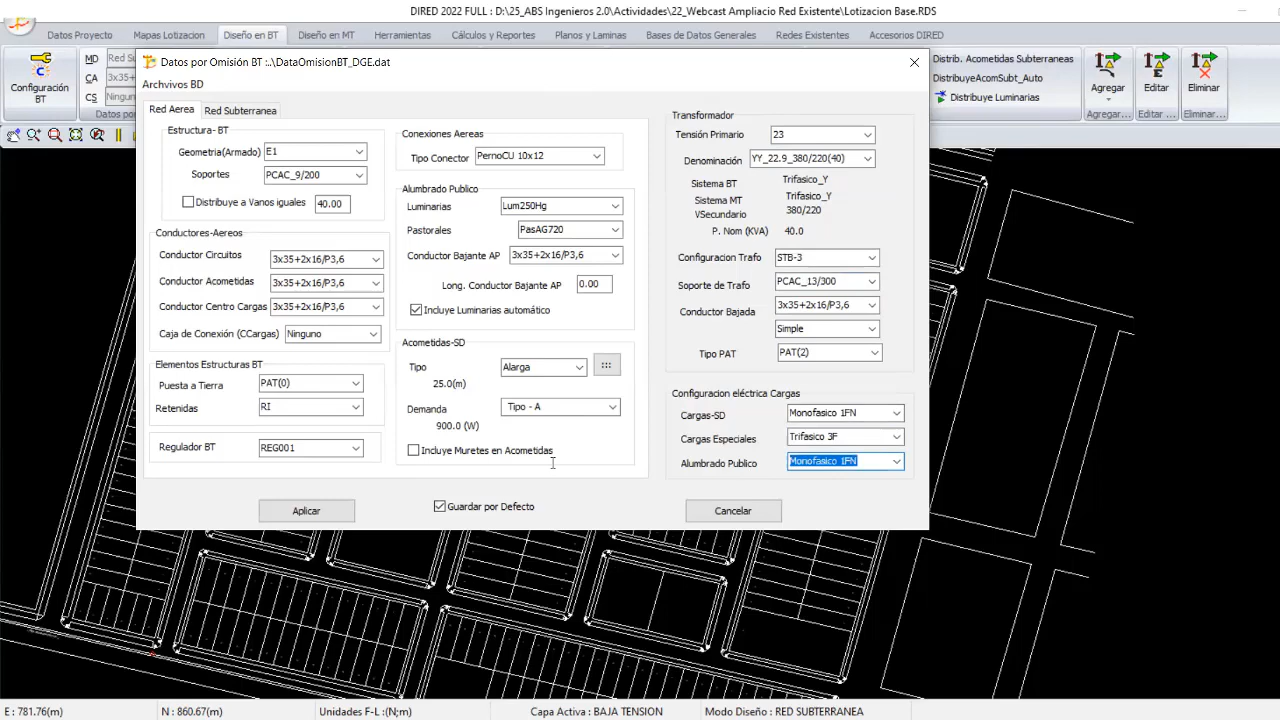 DIRED 2022 FULL : D:\25_ABS Ingenieros 2.0\Actividades\22_Webcast Ampliacio Red Existente\Lotizacion Base.RDS
Datos Proyecto Mapas Lotizacion Diseño en BT Diseño en MT Herramientas Cálculos y Reportes Planos y Laminas Bases de Datos Generales Redes Existentes Accesorios DIRED
Configuración BT
MD Red Su
CA 3x35+
CS Ningun
Datos por
Distrib. Acometidas Subterraneas
DistribuyeAcomSubt_Auto
Distribuye Luminarias
Agregar
Editar
Eliminar
Agregar...
Editar ...
Eliminar...
Datos por Omisión BT :..\DataOmisionBT_DGE.dat
Archivos BD
Red Aerea Red Subterranea
Estructura- BT
Geometria(Armado) E1
Soportes PCAC_9/200
Distribuye a Vanos iguales 40.00
Conductores-Aereos
Conductor Circuitos 3x35+2x16/P3,6
Conductor Acometidas 3x35+2x16/P3,6
Conductor Centro Cargas 3x35+2x16/P3,6
Caja de Conexión (CCargas) Ninguno
Elementos Estructuras BT
Puesta a Tierra PAT(0)
Retenidas RI
Regulador BT REG001
Conexiones Aereas
Tipo Conector PernoCU 10x12
Alumbrado Publico
Luminarias Lum250Hg
Pastorales PasAG720
Conductor Bajante AP 3x35+2x16/P3,6
Long. Conductor Bajante AP 0.00
Incluye Luminarias automático
Acometidas-SD
Tipo Alarga
25.0(m)
Demanda Tipo - A
900.0 (W)
Incluye Muretes en Acometidas
Transformador
Tensión Primario 23
Denominación YY_22.9_380/220(40)
Sistema BT Trifasico_Y
Sistema MT Trifasico_Y
VSecundario 380/220
P. Nom (KVA) 40.0
Configuracion Trafo STB-3
Soporte de Trafo PCAC_13/300
Conductor Bajada 3x35+2x16/P3,6
Simple
Tipo PAT PAT(2)
Configuracion eléctrica Cargas
Cargas-SD Monofasico 1FN
Cargas Especiales Trifasico 3F
Alumbrado Publico Monofasico 1FN
Aplicar
Guardar por Defecto
Cancelar
E : 781.76(m) N : 860.67(m) Unidades F-L :(N;m) Capa Activa : BAJA TENSION Modo Diseño : RED SUBTERRANEA